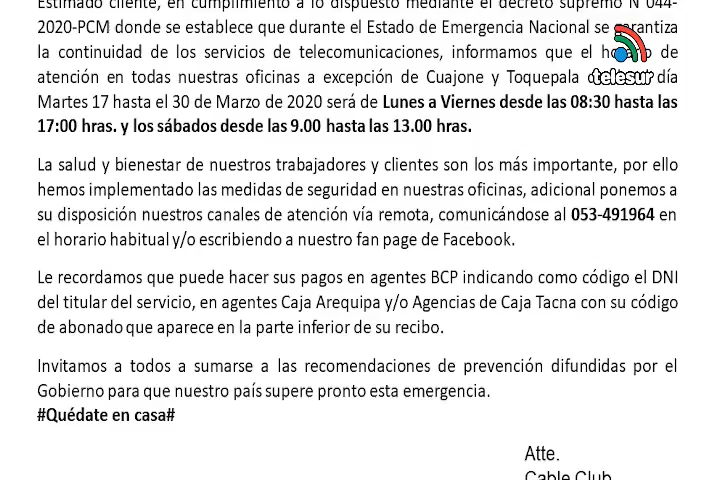 Estimado cliente, en cumplimiento a lo dispuesto mediante el decreto supremo N°044-
2020-PCM donde se establece que durante el Estado de Emergencia Nacional se garantiza
la continuidad de los servicios de telecomunicaciones, informamos que el horario de
atención en todas nuestras oficinas a excepción de Cuajone y Toquepala día
Martes 17 hasta el 30 de Marzo de 2020 será de Lunes a Viernes desde las 08:30 hasta las
17:00 hras. y los sábados desde las 9.00 hasta las 13.00 hras.
telesur
La salud y bienestar de nuestros trabajadores y clientes son los más importante, por ello
hemos implementado las medidas de seguridad en nuestras oficinas, adicional ponemos a
su disposición nuestros canales de atención vía remota, comunicándose al 053-491964 en
el horario habitual y/o escribiendo a nuestro fan page de Facebook.
Le recordamos que puede hacer sus pagos en agentes BCP indicando como código el DNI
del titular del servicio, en agentes Caja Arequipa y/o Agencias de Caja Tacna con su código
de abonado que aparece en la parte inferior de su recibo.
Invitamos a todos a sumarse a las recomendaciones de prevención difundidas por el
Gobierno para que nuestro país supere pronto esta emergencia.
#Quédate en casa#
Atte.
Cable Club